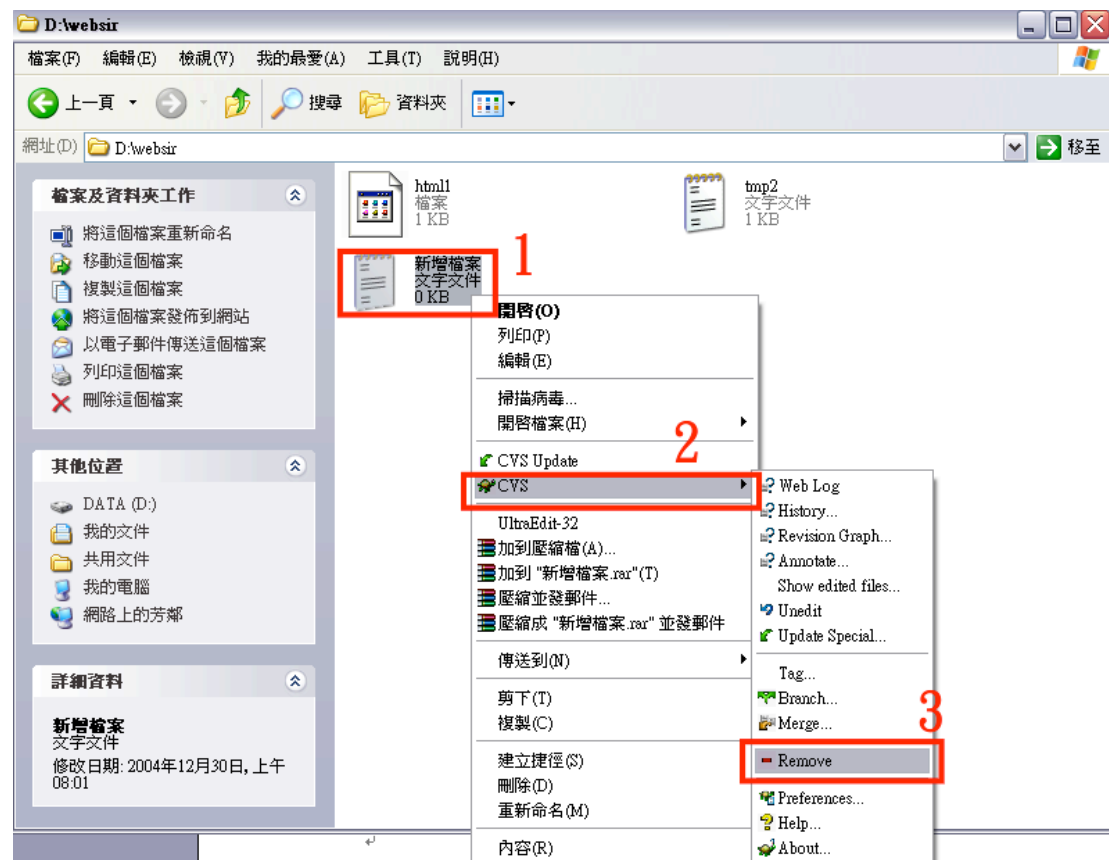 D:\websir
檔案(F) 編輯(E) 檢視(V) 我的最愛(A) 工具(T) 說明(H)
上一頁 搜尋 資料夾
網址(D) D:\websir 移至
檔案及資料夾工作
將這個檔案重新命名
移動這個檔案
複製這個檔案
將這個檔案發佈到網站
以電子郵件傳送這個檔案
列印這個檔案
刪除這個檔案
其他位置
DATA (D:)
我的文件
共用文件
我的電腦
網路上的芳鄰
詳細資料
新增檔案
文字文件
修改日期: 2004年12月30日, 上午
08:01
html1
檔案
1 KB
tmp2
文字文件
1 KB
新增檔案
文字文件
0 KB
1
開啓(O)
列印(P)
編輯(E)
掃描病毒...
開啓檔案(H)
2
CVS Update
CVS
UltraEdit-32
加到壓縮檔(A)...
加到 "新增檔案.rar"(T)
壓縮並發郵件...
壓縮成 "新增檔案.rar" 並發郵件
傳送到(N)
剪下(T)
複製(C)
建立捷徑(S)
刪除(D)
重新命名(M)
內容(R)
Web Log
History...
Revision Graph...
Annotate...
Show edited files...
Unedit
Update Special...
Tag...
Branch...
Merge...
3
Remove
Preferences...
Help...
About...